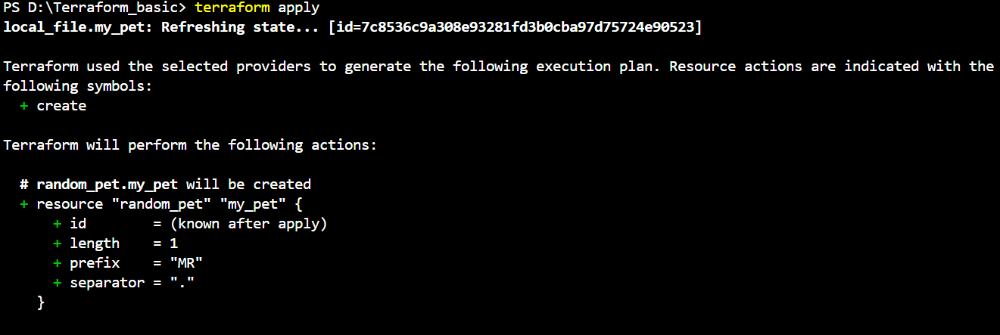 PS D:\Terraform_basic> terraform apply
local_file.my_pet: Refreshing state... [id=7c8536c9a308e93281fd3b0cba97d75724e90523]
Terraform used the selected providers to generate the following execution plan. Resource actions are indicated with the
following symbols:
  + create
Terraform will perform the following actions:
  # random_pet.my_pet will be created
  + resource "random_pet" "my_pet" {
      + id        = (known after apply)
      + length    = 1
      + prefix    = "MR"
      + separator = "."
    }